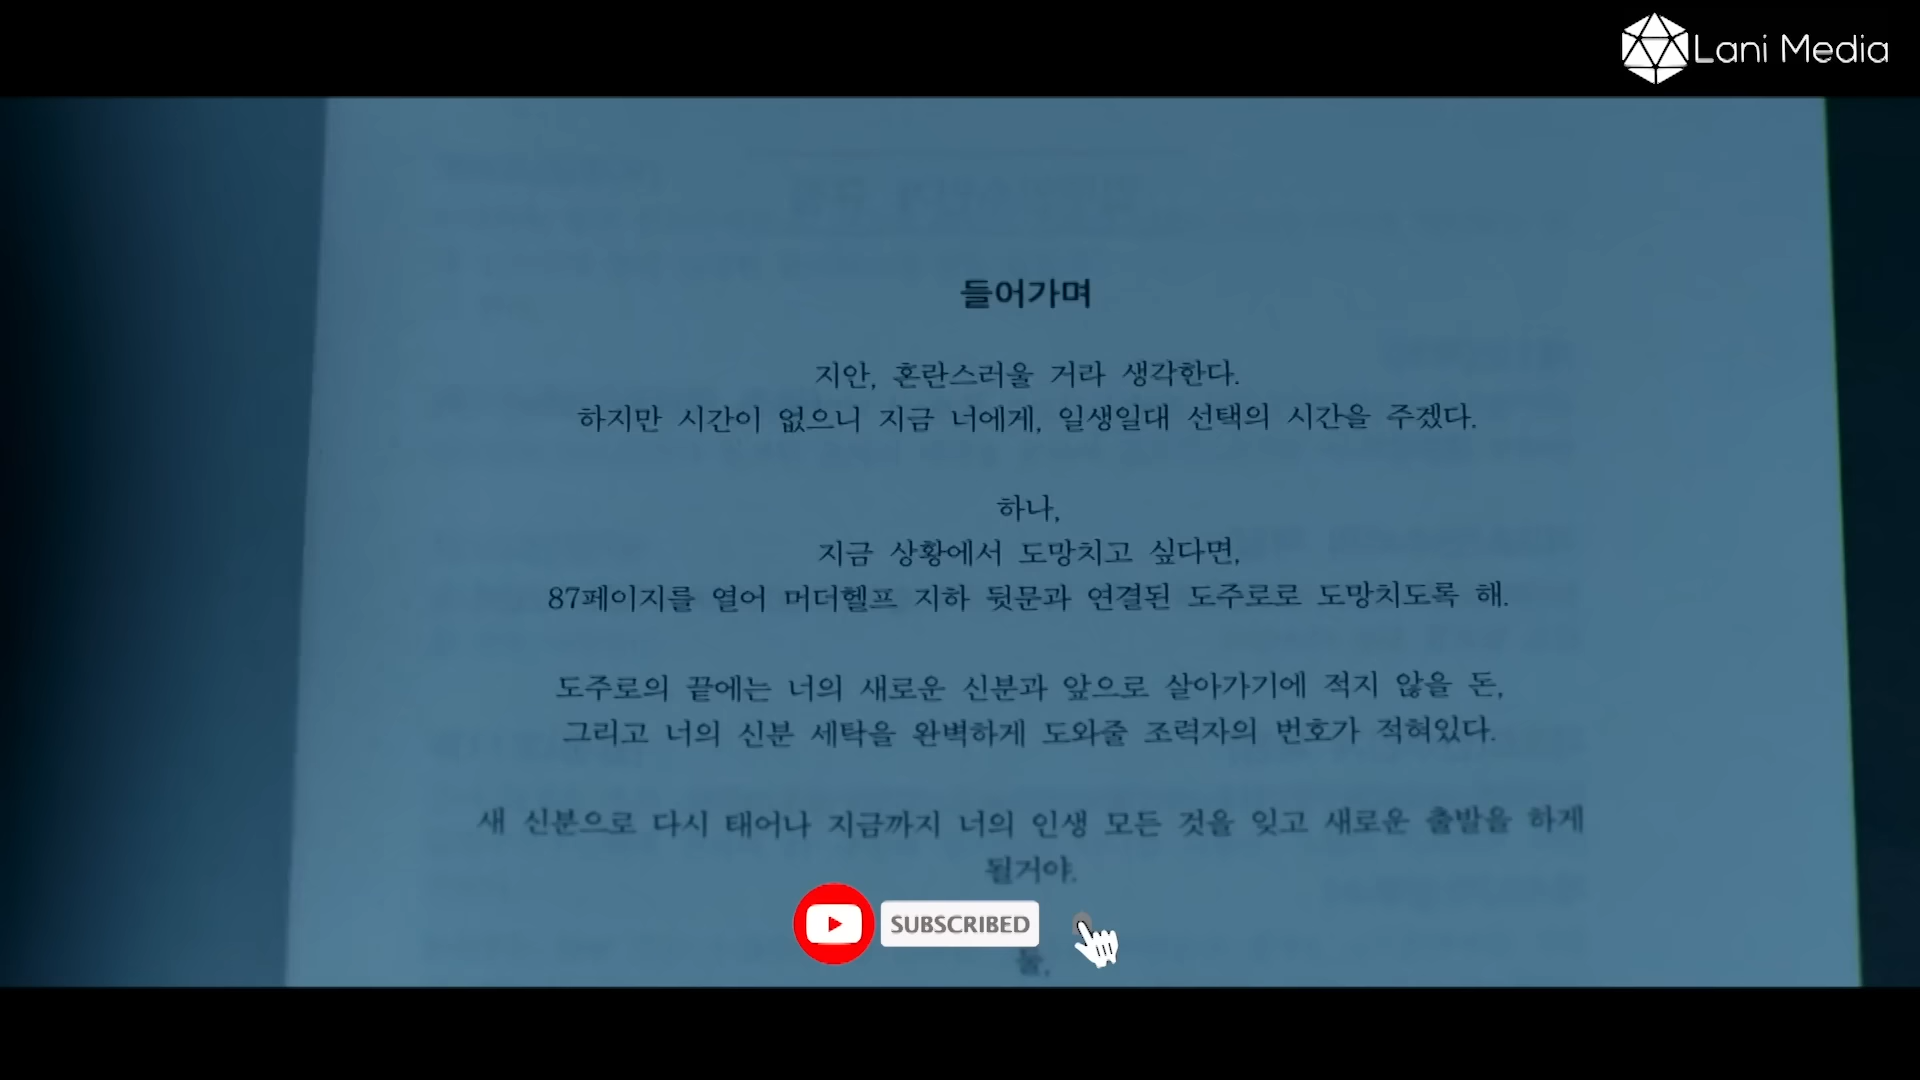 Lani Media
들어가며
지안, 혼란스러울 거라 생각한다.
하지만 시간이 없으니 지금 너에게, 일생일대 선택의 시간을 주겠다.
하나,
지금 상황에서 도망치고 싶다면,
87페이지를 열어 머더헬프 지하 뒷문과 연결된 도주로로 도망치도록 해.
도주로의 끝에는 너의 새로운 신분과 앞으로 살아가기에 적지 않을 돈,
그리고 너의 신분 세탁을 완벽하게 도와줄 조력자의 번호가 적혀있다.
새 신분으로 다시 태어나 지금까지 너의 인생 모든 것을 잊고 새로운 출발을 하게
될거야.
SUBSCRIBED
둘,